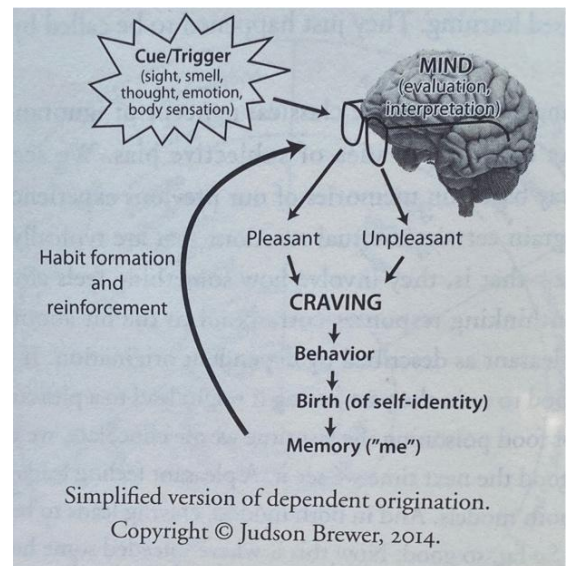 Cue/Trigger
(sight, smell,
thought, emotion,
body sensation)
MIND
(evaluation,
interpretation)
Pleasant
Unpleasant
Habit formation
and
reinforcement
CRAVING
Behavior
Birth (of self-identity)
Memory ("me")
Simplified version of dependent origination.
Copyright © Judson Brewer, 2014.